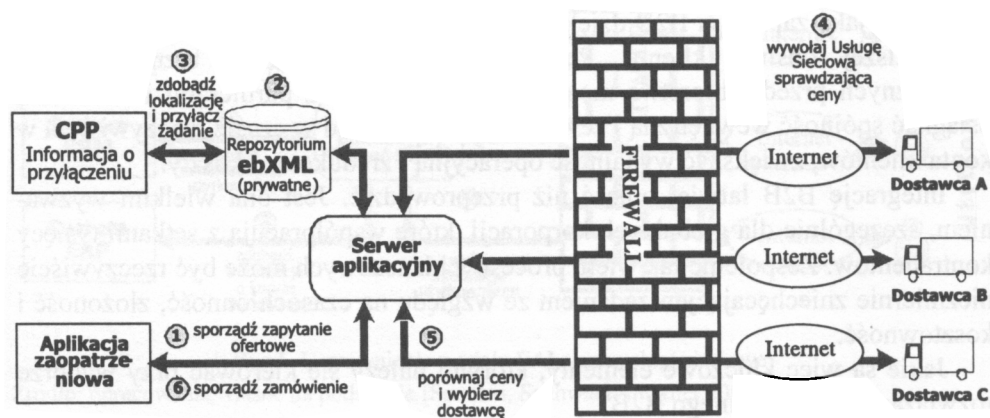 3
zdobądź
lokalizację
i przyłącz
żądanie
2
4
wywołaj Usługę
Sieciową
sprawdzającą
ceny
CPP
Informacja o
przyłączeniu
Repozytorium
ebXML
(prywatne)
FIREWALL
Internet
Dostawca A
Serwer
aplikacyjny
Internet
Dostawca B
Aplikacja
zaopatrze-
niowa
1 sporządź zapytanie
ofertowe
6 sporządź zamówienie
5
porównaj ceny
i wybierz
dostawcę
Internet
Dostawca C